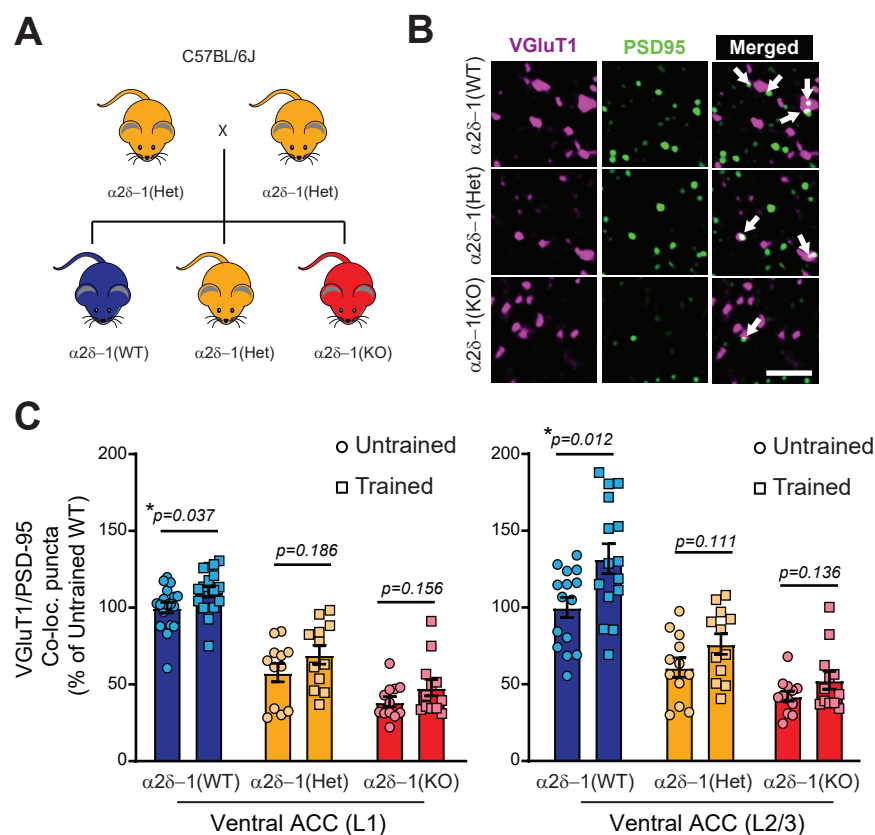 A
C57BL/6J
X
α2δ–1(Het)
α2δ–1(Het)
α2δ–1(WT)
α2δ–1(Het)
α2δ–1(KO)
B
VGluT1
PSD95
Merged
α2δ–1(WT)
α2δ–1(Het)
α2δ–1(KO)
C
VGluT1/PSD-95
Co-loc. puncta
(% of Untrained WT)
200
150
100
50
0
Untrained
Trained
*p=0.037
p=0.186
p=0.156
α2δ–1(WT)
α2δ–1(Het)
α2δ–1(KO)
Ventral ACC (L1)
200
150
100
50
0
Untrained
Trained
*p=0.012
p=0.111
p=0.136
α2δ–1(WT)
α2δ–1(Het)
α2δ–1(KO)
Ventral ACC (L2/3)